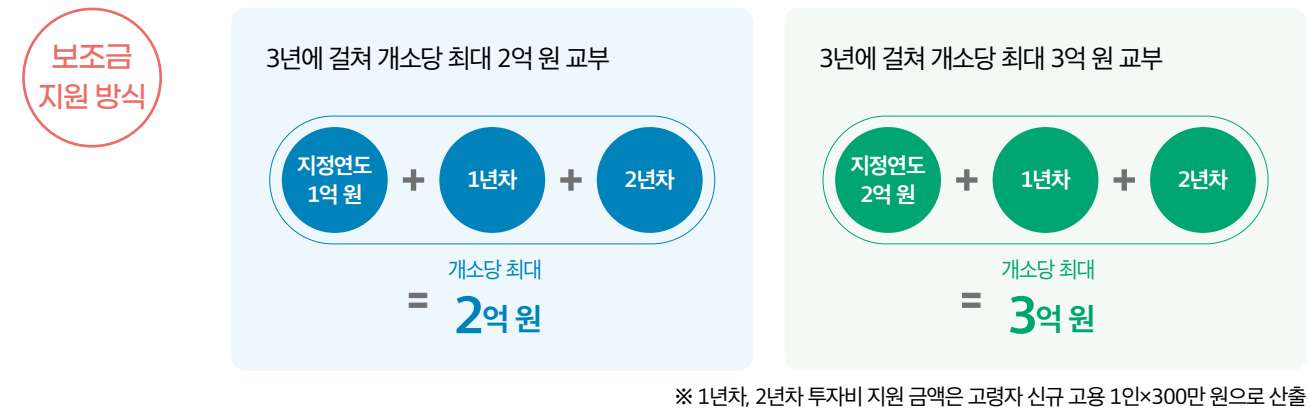 보조금
지원 방식
3년에 걸쳐 개소당 최대 2억 원 교부
지정연도
1억 원
+
1년차
+
2년차
개소당 최대
= 2억 원
3년에 걸쳐 개소당 최대 3억 원 교부
지정연도
2억 원
+
1년차
+
2년차
개소당 최대
= 3억 원
※ 1년차, 2년차 투자비 지원 금액은 고령자 신규 고용 1인×300만 원으로 산출